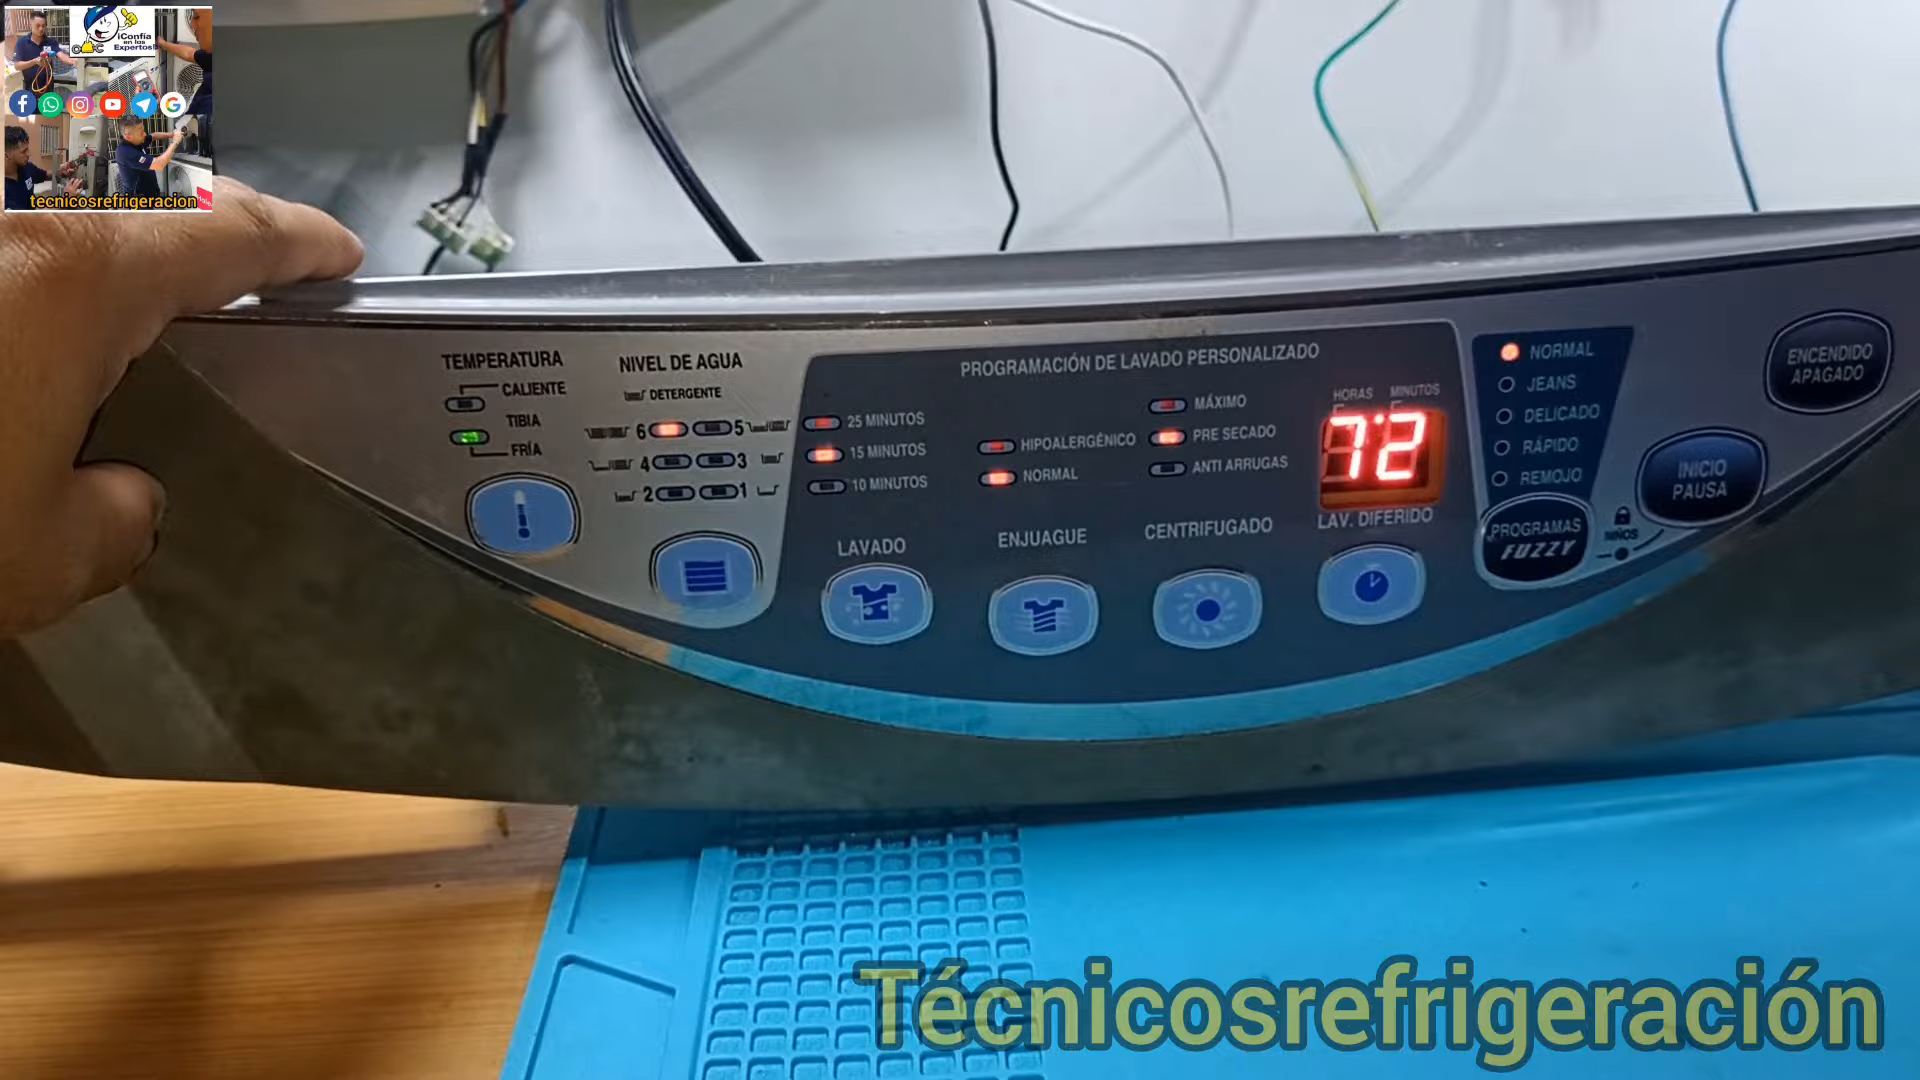 ¡Confía
en los
Expertos!
tecnicosrefrigeracion
TEMPERATURA
CALIENTE
TIBIA
FRÍA
NIVEL DE AGUA
DETERGENTE
6 5
4 3
2 1
PROGRAMACIÓN DE LAVADO PERSONALIZADO
25 MINUTOS
15 MINUTOS
10 MINUTOS
LAVADO
HIPOALERGÉNICO
NORMAL
ENJUAGUE
MÁXIMO
PRE SECADO
ANTI ARRUGAS
CENTRIFUGADO
HORAS MINUTOS
72
LAV. DIFERIDO
NORMAL
JEANS
DELICADO
RÁPIDO
REMOJO
PROGRAMAS
FUZZY
NIÑOS
INICIO
PAUSA
ENCENDIDO
APAGADO
Técnicosrefrigeración